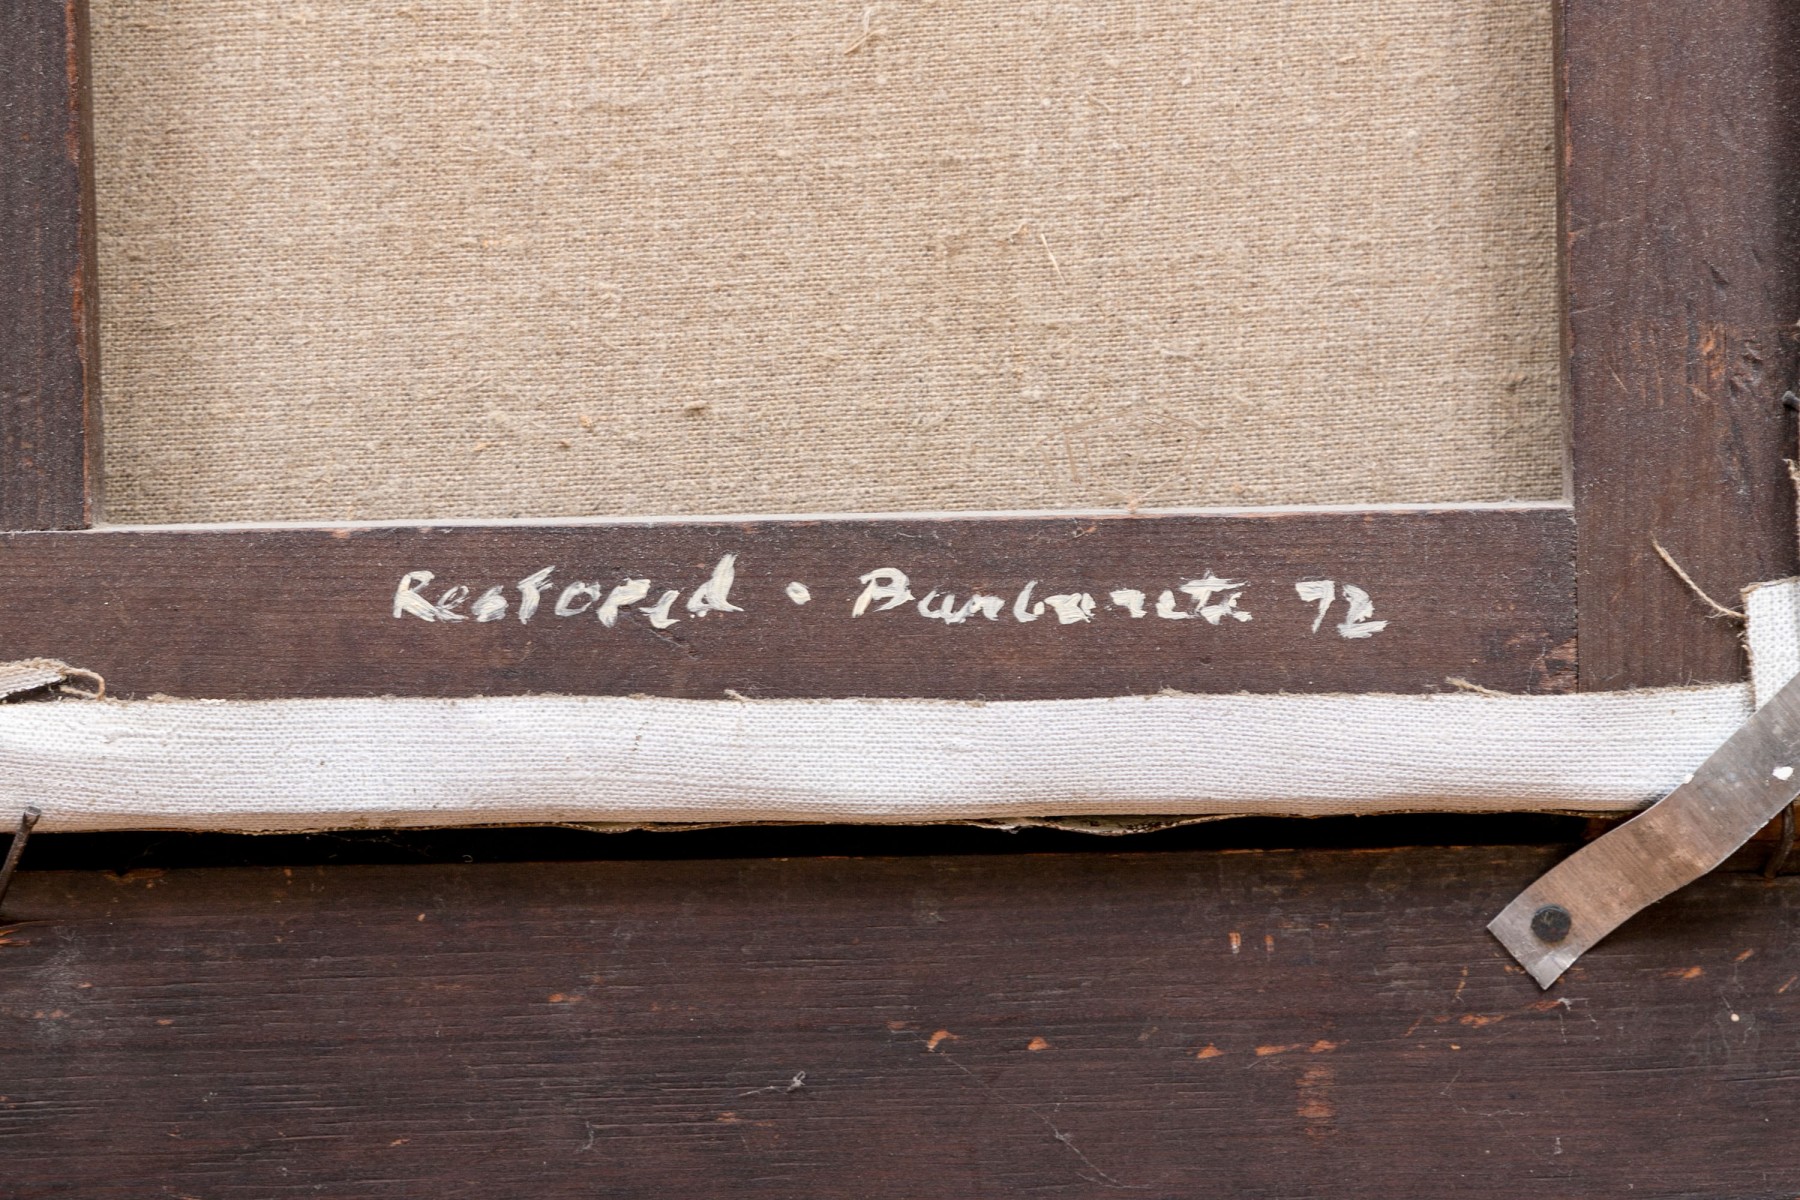 Restored • 72